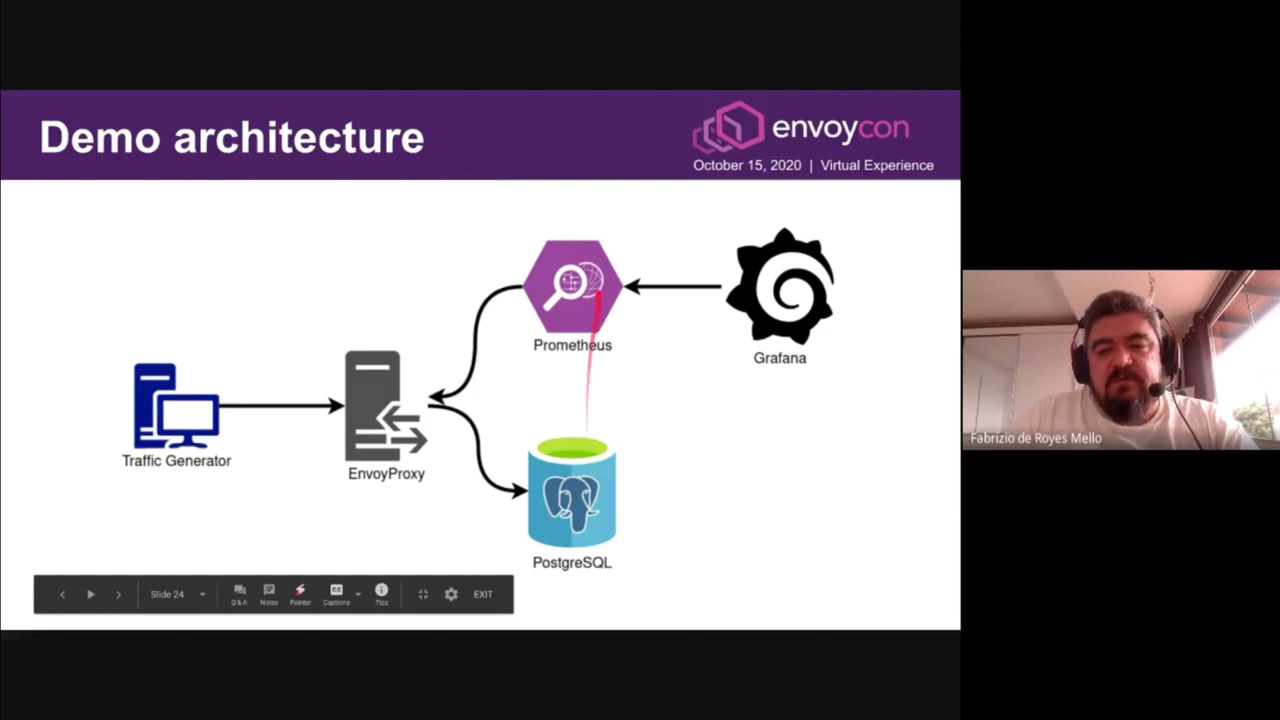 Demo architecture
envoycon
October 15, 2020 | Virtual Experience
Prometheus
Grafana
Traffic Generator
EnvoyProxy
PostgreSQL
Fabrizio de Royes Mello
Slide 24
Q&A
Notes
Pointer
CC
Captions
Tips
EXIT